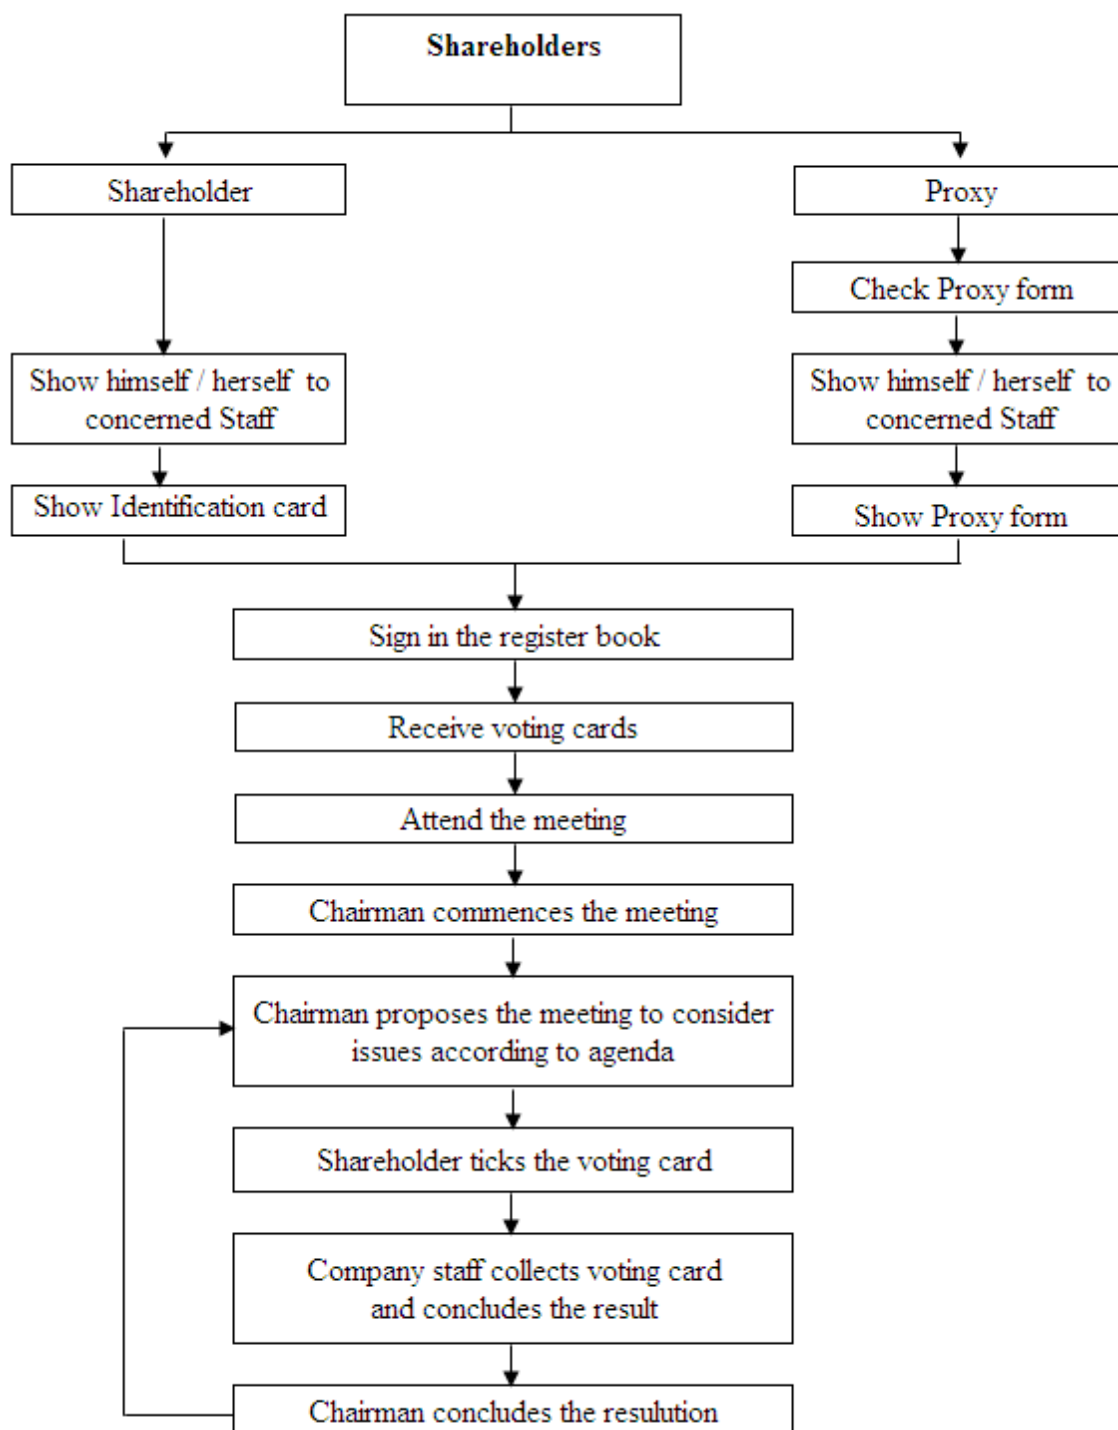 Shareholders
Shareholder
Proxy
Check Proxy form
Show himself / herself to
concerned Staff
Show himself / herself to
concerned Staff
Show Identification card
Show Proxy form
Sign in the register book
Receive voting cards
Attend the meeting
Chairman commences the meeting
Chairman proposes the meeting to consider
issues according to agenda
Shareholder ticks the voting card
Company staff collects voting card
and concludes the result
Chairman concludes the resulution